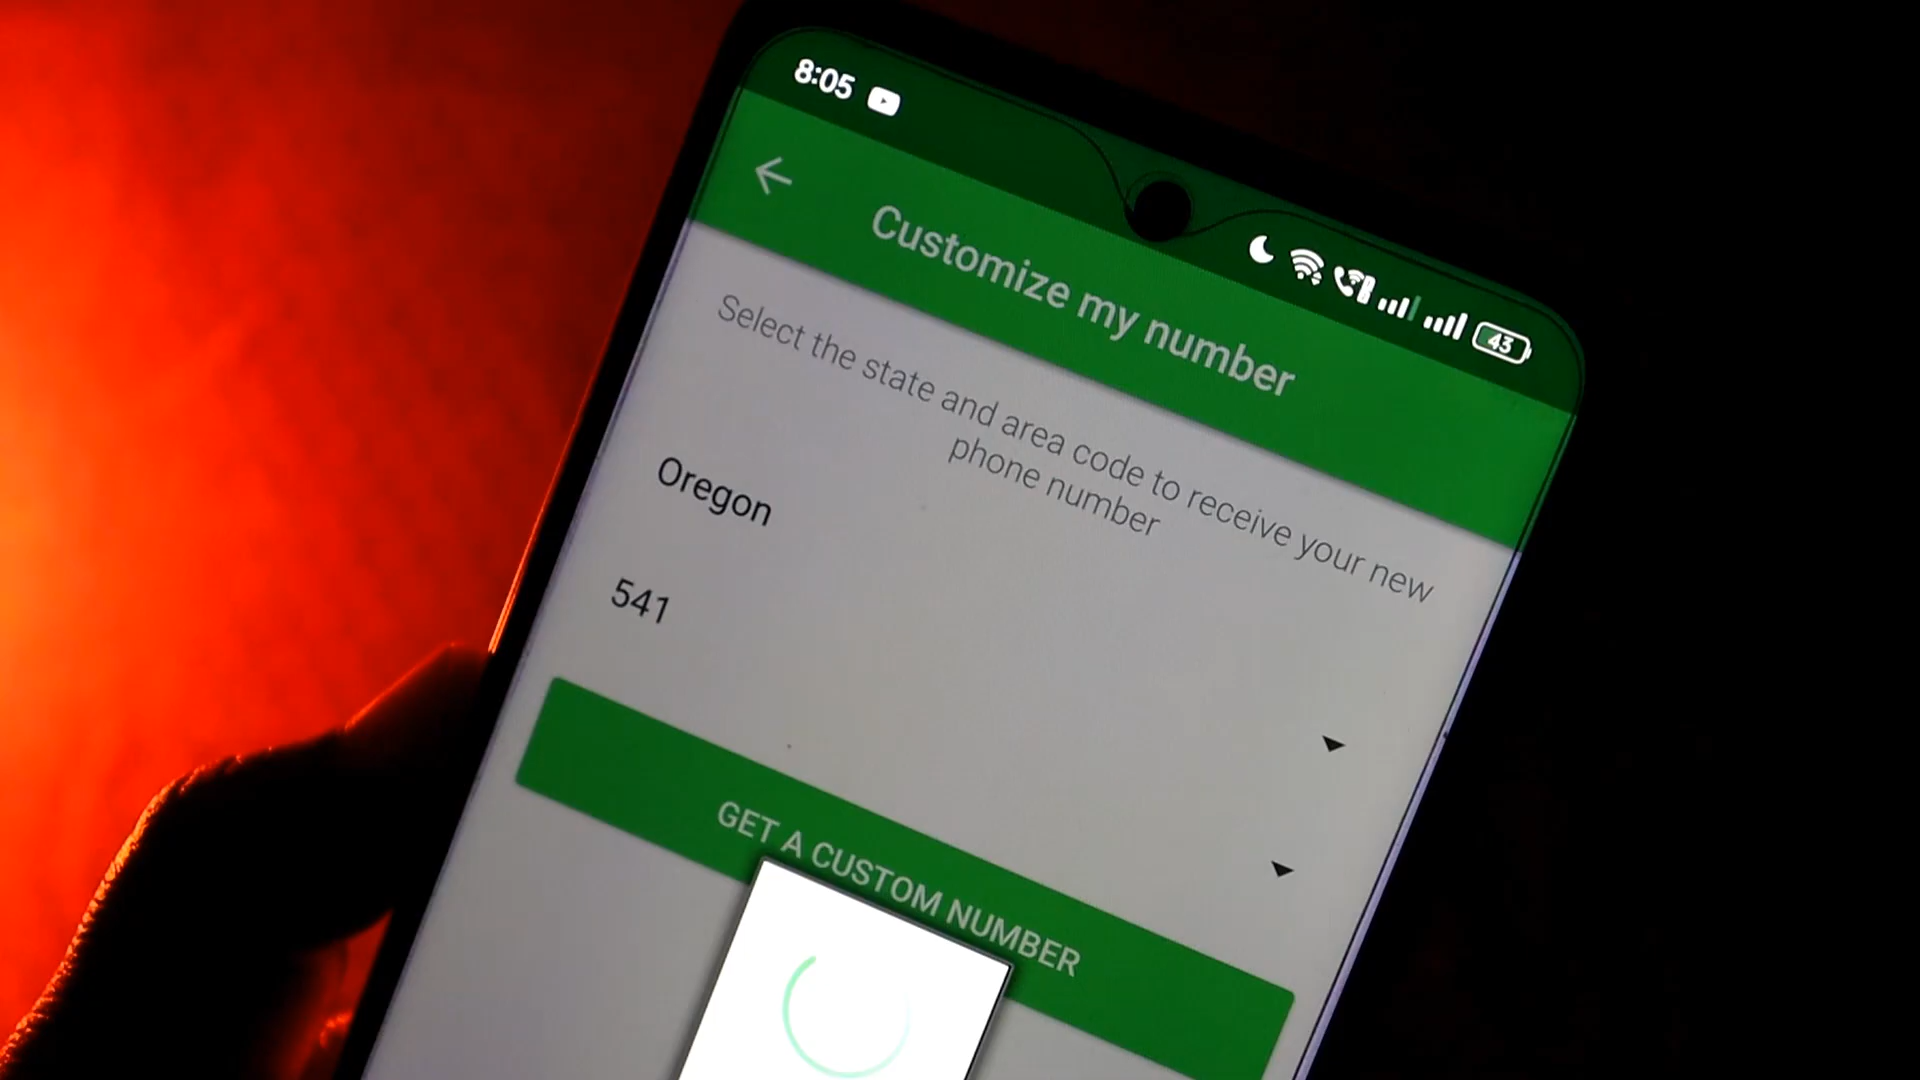 8:05
43
Customize my number
Select the state and area code to receive your new
phone number
Oregon
541
GET A CUSTOM NUMBER